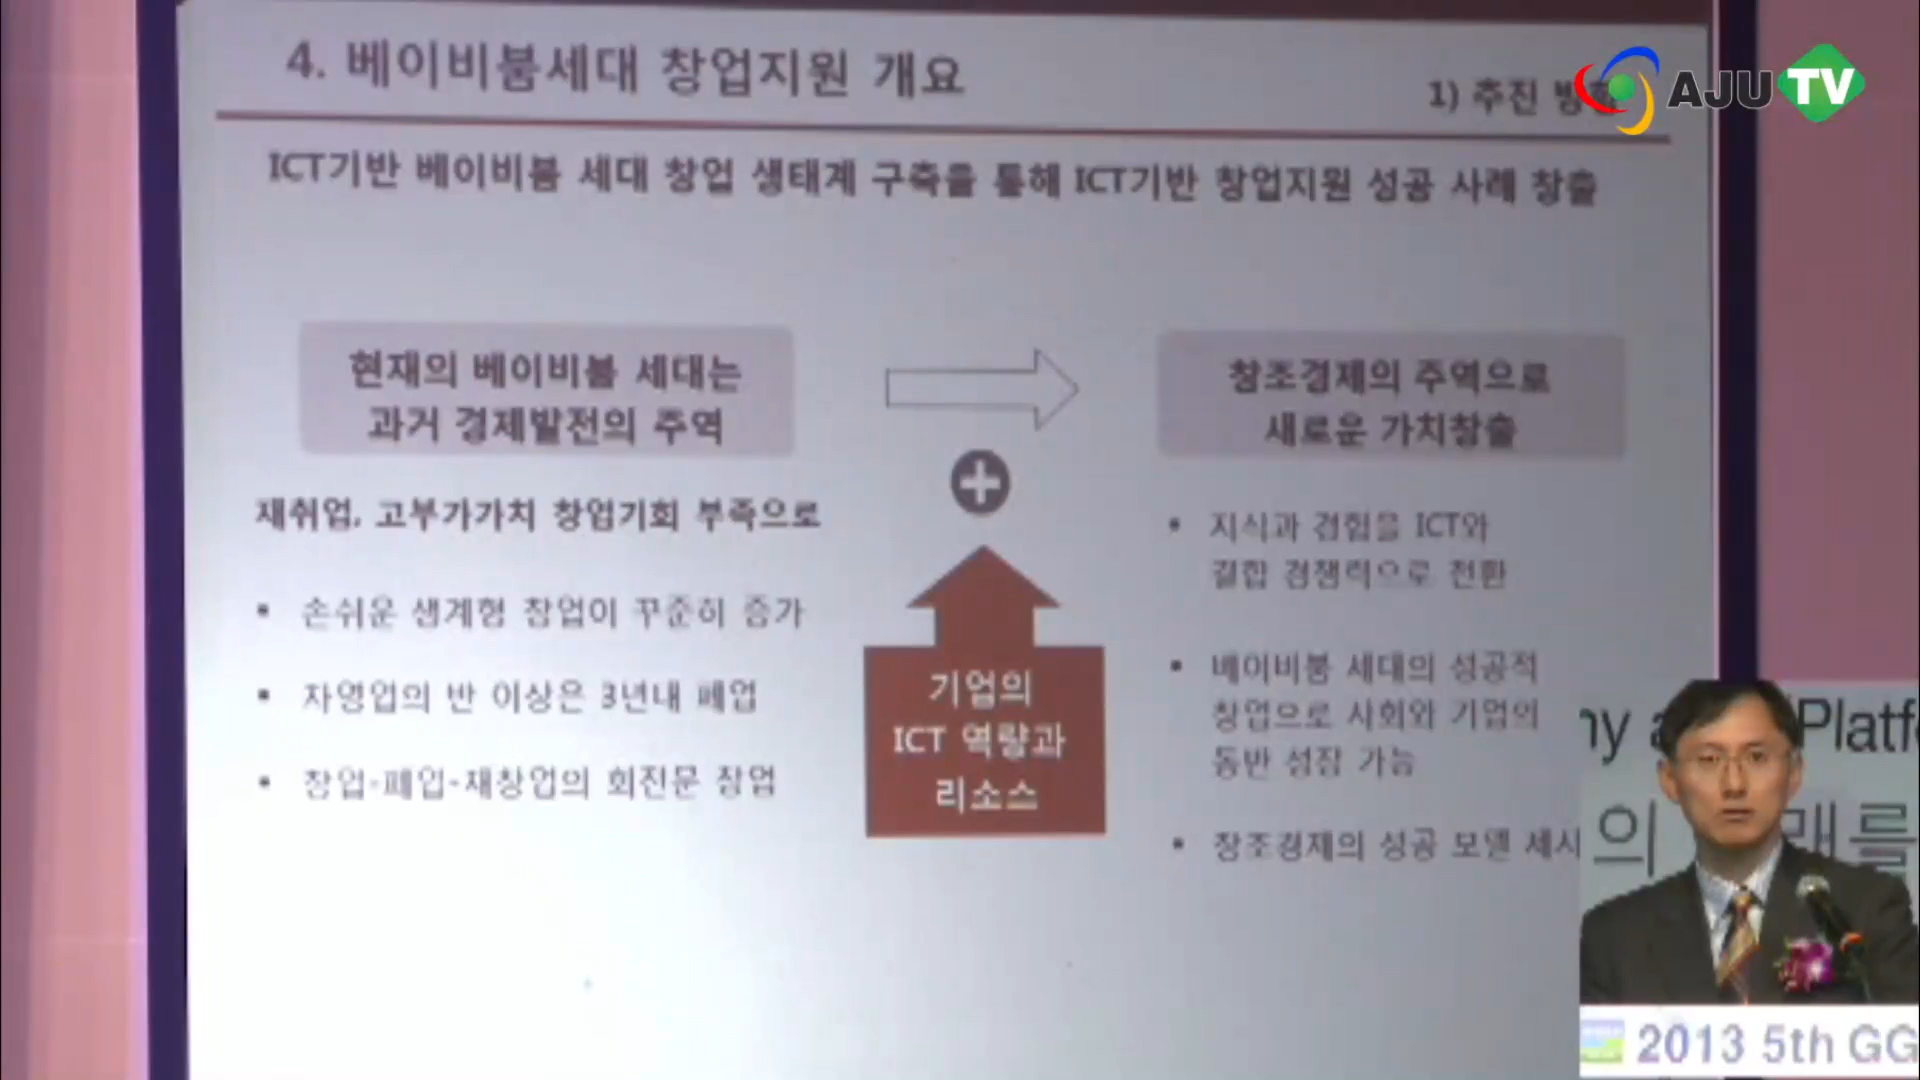 4. 베이비붐세대 창업지원 개요
1) 추진
AJU TV
ICT기반 베이비붐 세대 창업 생태계 구축을 통해 ICT기반 창업지원 성공 사례 창출
현재의 베이비붐 세대는
과거 경제발전의 주역
재취업, 고부가가치 창업기회 부족으로
• 손쉬운 생계형 창업이 꾸준히 증가
• 자영업의 반 이상은 3년내 폐업
• 창업-폐업-재창업의 회전문 창업
기업의
ICT 역량과
리소스
창조경제의 주역으로
새로운 가치창출
• 지식과 경험을 ICT와
결합 경쟁력으로 전환
• 베이비붐 세대의 성공적
창업으로 사회와 기업의
동반 성장 가능
• 창조경제의 성공 모델 제시
Platf
의
2013 5th GG